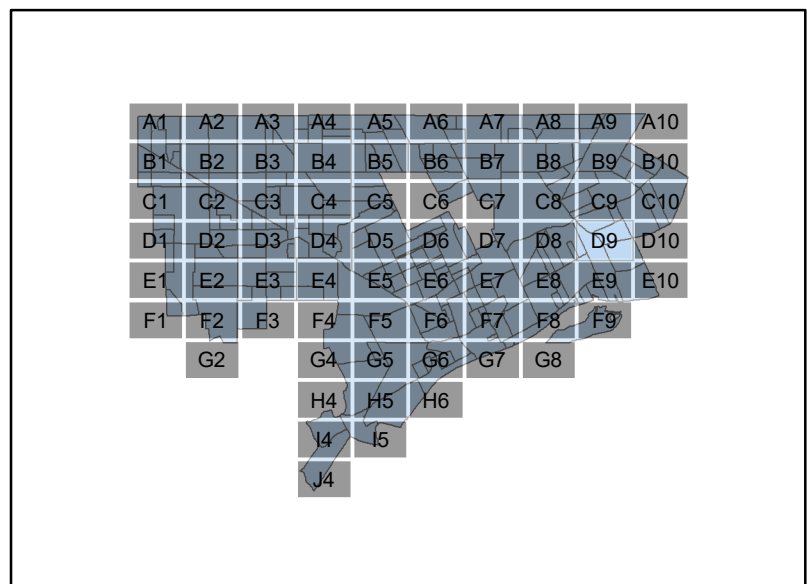 A1 A2 A3 A4 A5 A6 A7 A8 A9 A10
B1 B2 B3 B4 B5 B6 B7 B8 B9 B10
C1 C2 C3 C4 C5 C6 C7 C8 C9 C10
D1 D2 D3 D4 D5 D6 D7 D8 D9 D10
E1 E2 E3 E4 E5 E6 E7 E8 E9 E10
F1 F2 F3 F4 F5 F6 F7 F8 F9
G2 G4 G5 G6 G7 G8
H4 H5 H6
I4 I5
J4